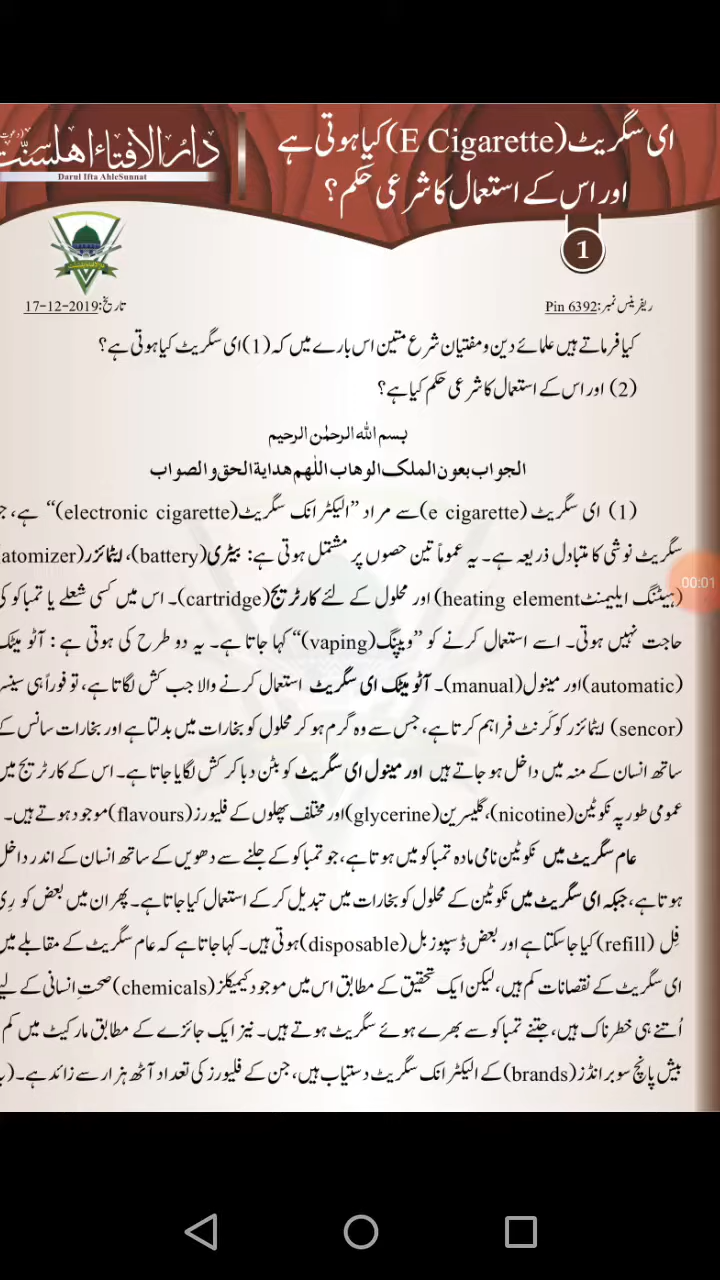 ای سگریٹ(E Cigarette)کیا ہوتی ہے
اور اس کے استعمال کا شرعی حکم؟
دارالافتاء اہلسنت
Darul Ifta AhleSunnat
1
ریفرینس نمبر:Pin 6392
تاریخ:17-12-2019
کیا فرماتے ہیں علمائے دین و مفتیان شرع متین اس بارے میں کہ (1)ای سگریٹ کیا ہوتی ہے؟
(2) اور اس کے استعمال کا شرعی حکم کیا ہے؟
بسم اللہ الرحمٰن الرحیم
الجواب بعون الملک الوھاب اللٰھم ھدایۃ الحق و الصواب
(1) ای سگریٹ (e cigarette)سے مراد ”الیکٹرانک سگریٹ(electronic cigarette)“ ہے،
سگریٹ نوشی کا متبادل ذریعہ ہے۔ یہ عموماً تین حصوں پر مشتمل ہوتی ہے: بیٹری(battery)، ایٹمائزر(atomizer
(ہیٹنگ ایلیمنٹheating element) اور محلول کے لئے کارٹریج(cartridge)۔ اس میں کسی شعلے یا تمباکو کی
حاجت نہیں ہوتی۔ اسے استعمال کرنے کو ”ویپنگ(vaping)“ کہا جاتا ہے۔ یہ دو طرح کی ہوتی ہے : آٹو میٹک
(automatic)اور مینول(manual)۔ آٹو میٹک ای سگریٹ استعمال کرنے والا جب کش لگاتا ہے، تو فوراً ہی سینسر
(sencor) ایٹمائزر کو کَرنٹ فراہم کرتا ہے، جس سے وہ گرم ہو کر محلول کو بخارات میں بدلتا ہے اور بخارات سانس کے
ساتھ انسان کے منہ میں داخل ہو جاتے ہیں اور مینول ای سگریٹ کو بٹن دبا کر کش لگایا جاتا ہے۔ اس کے کارٹریج میں
عمومی طور پہ نکوٹین(nicotine)، گلیسرین(glycerine)اور مختلف پھلوں کے فلیورز(flavours)موجود ہوتے ہیں۔
عام سگریٹ میں نکوٹین نامی مادہ تمباکو میں ہوتا ہے، جو تمباکو کے جلنے سے دھویں کے ساتھ انسان کے اندر داخل
ہوتا ہے، جبکہ ای سگریٹ میں نکوٹین کے محلول کو بخارات میں تبدیل کر کے استعمال کیا جاتا ہے۔ پھر ان میں بعض کو رِی
فِل (refill) کیا جا سکتا ہے اور بعض ڈسپوزبل (disposable)ہوتی ہیں۔ کہا جاتا ہے کہ عام سگریٹ کے مقابلے میں
ای سگریٹ کے نقصانات کم ہیں، لیکن ایک تحقیق کے مطابق اس میں موجود کیمیکلز (chemicals)صحتِ انسانی کے لیے
اُتنے ہی خطرناک ہیں، جتنے تمباکو سے بھرے ہوئے سگریٹ ہوتے ہیں۔ نیز ایک جائزے کے مطابق مارکیٹ میں کم
بیش پانچ سو برانڈز(brands)کے الیکٹرانک سگریٹ دستیاب ہیں، جن کے فلیورز کی تعداد آٹھ ہزار سے زائد ہے۔
00:01